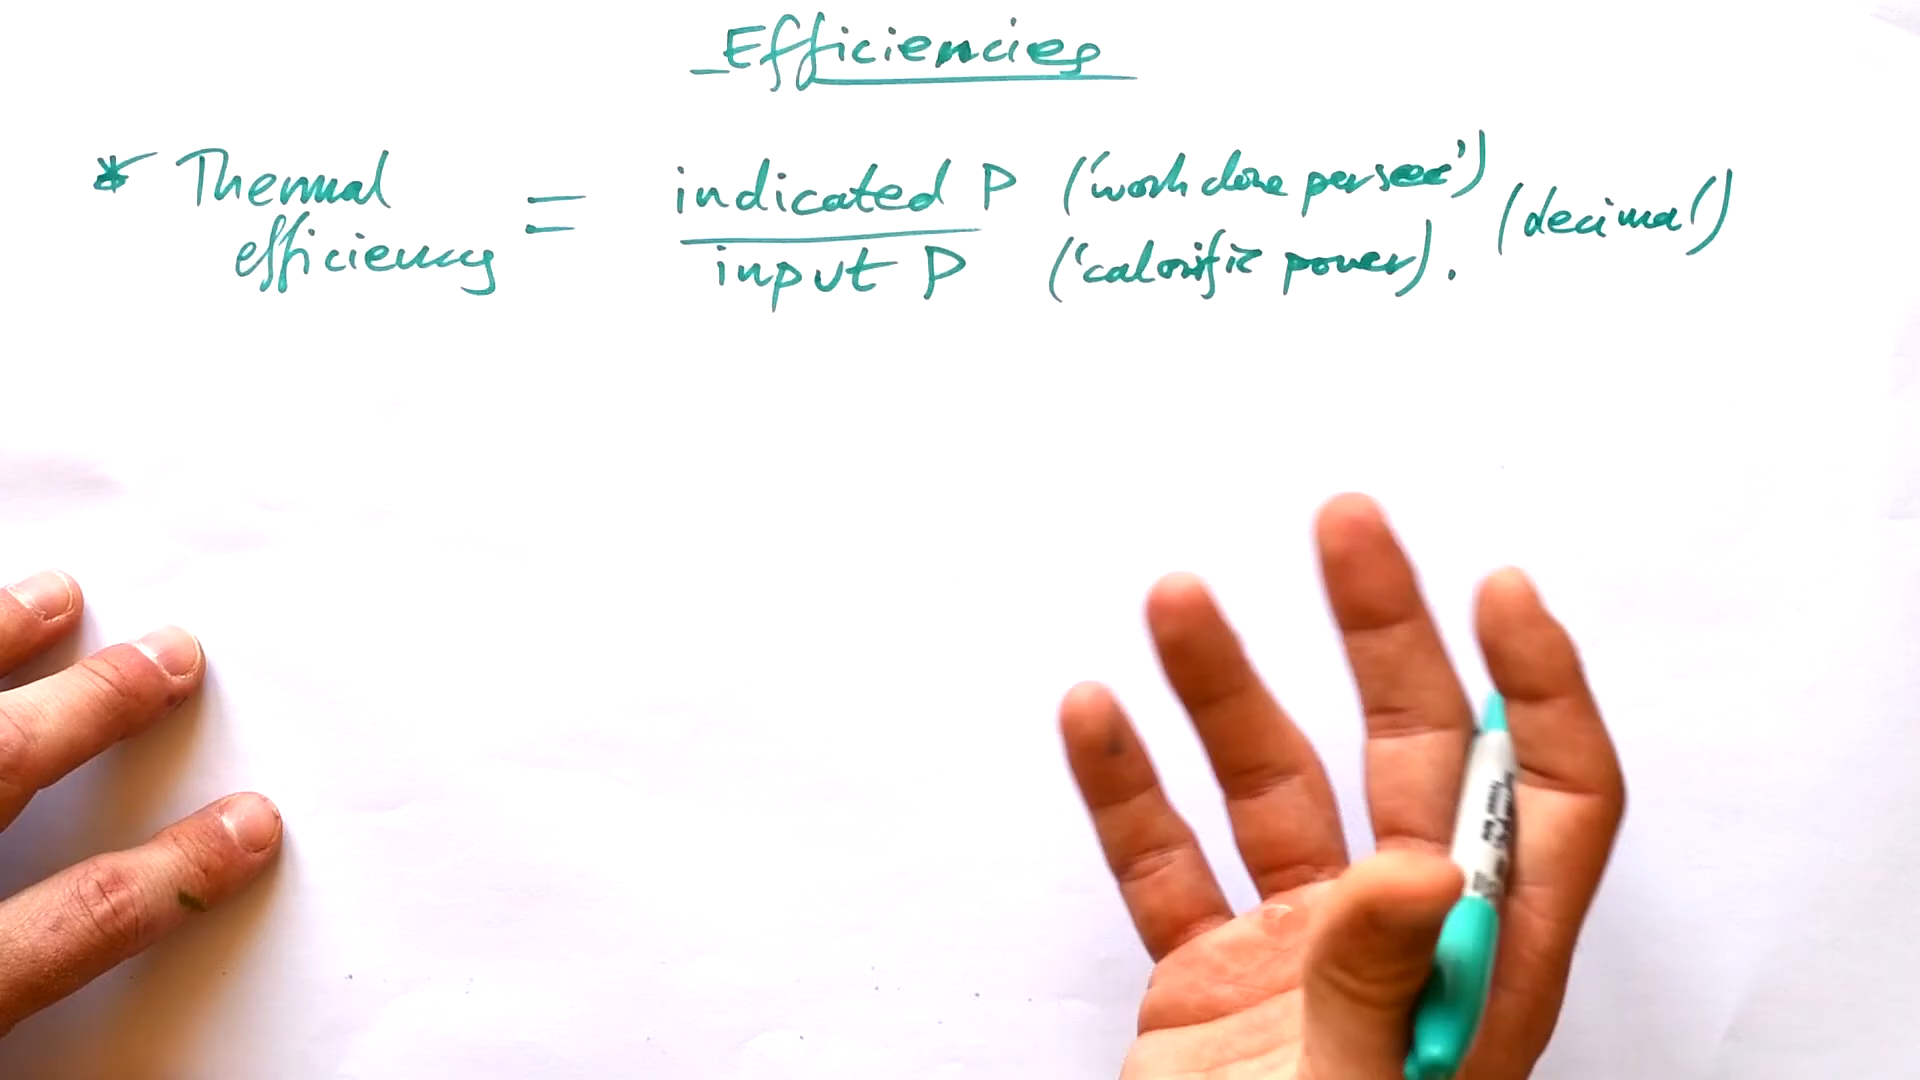 Efficiencies
* Thermal efficiency = indicated P ('work done per sec') (decimal)
input P ('calorific power).